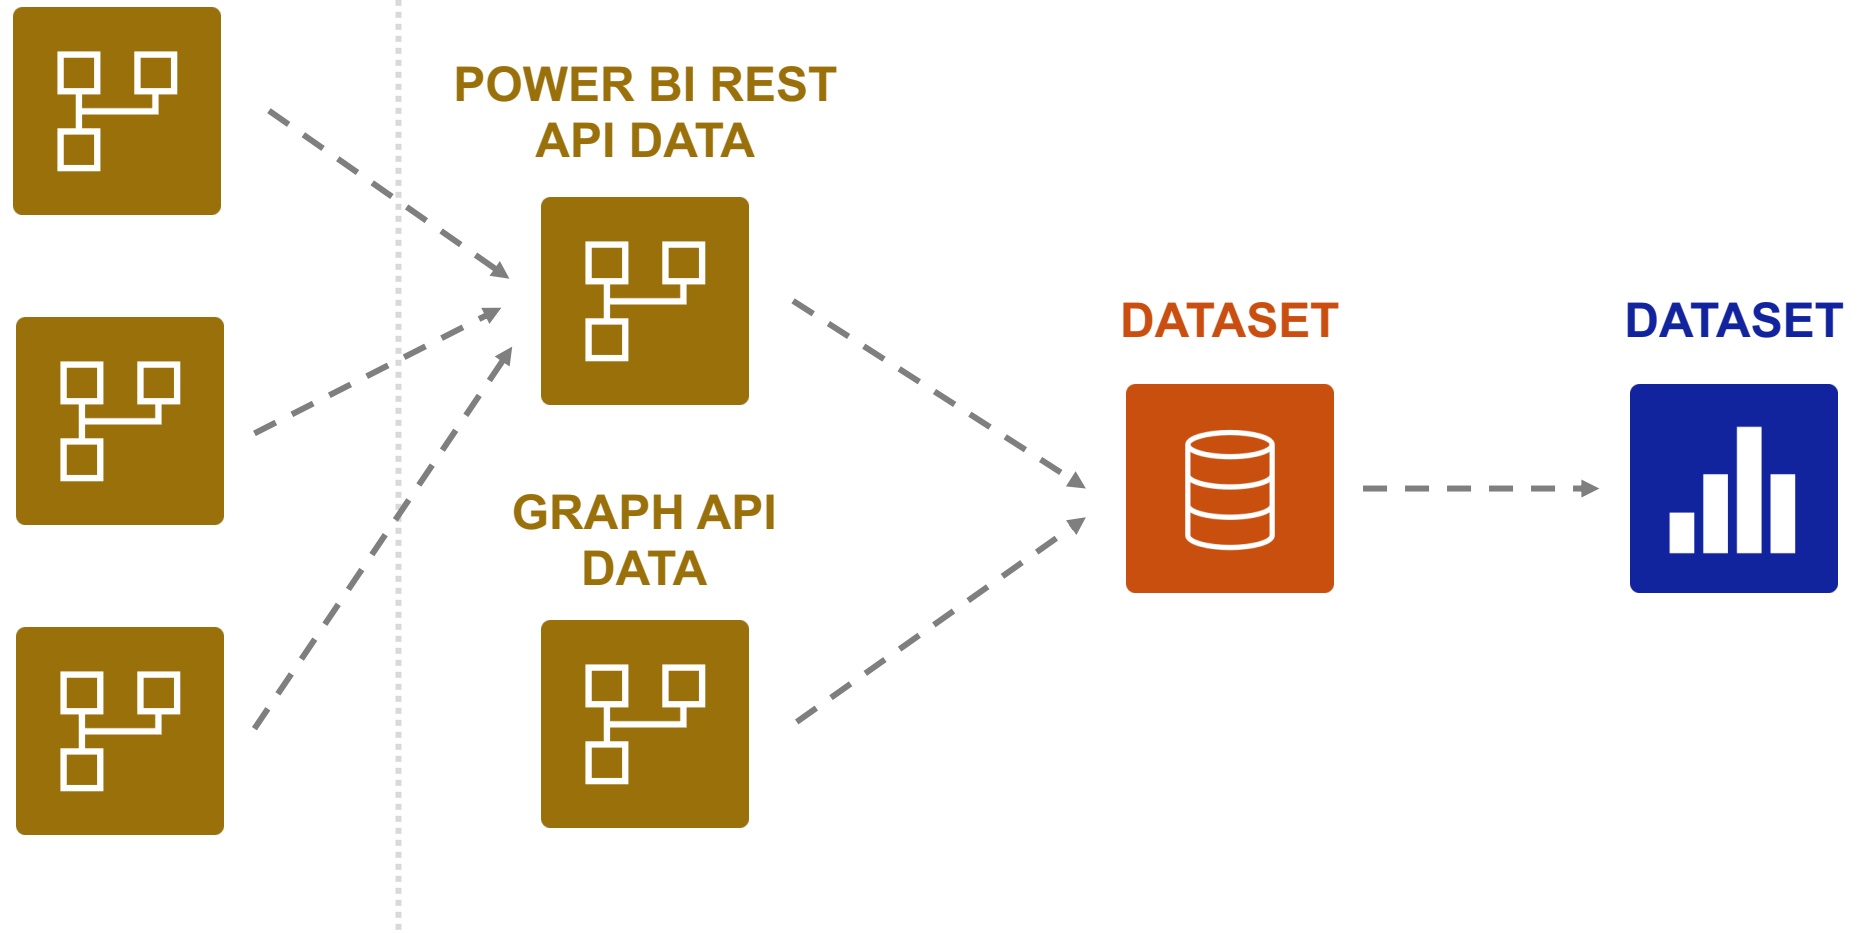 POWER BI REST
API DATA
GRAPH API
DATA
DATASET
DATASET